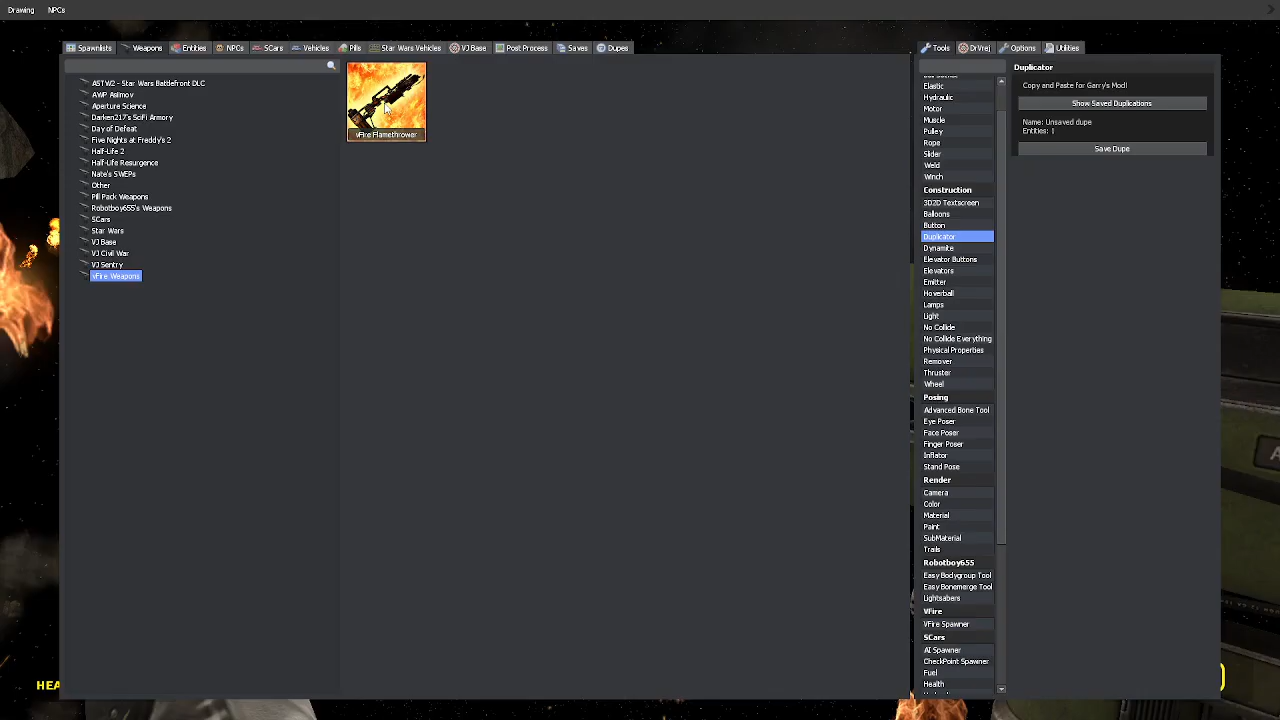 Drawing NPCs
Spawnlists Weapons Entities NPCs SCars Vehicles Pills Star Wars Vehicles VJ Base Post Process Saves Dupes
ASTW2 - Star Wars Battlefront DLC
AWP Asiimov
Aperture Science
Darken217's SciFi Armory
Day of Defeat
Five Nights at Freddy's 2
Half-Life 2
Half-Life Resurgence
Nate's SWEPs
Other
Pill Pack Weapons
Robotboy655's Weapons
SCars
Star Wars
VJ Base
VJ Civil War
VJ Sentry
vFire Weapons
vFire Flamethrower
Tools DrVrej Options Utilities
Elastic
Hydraulic
Motor
Muscle
Pulley
Rope
Slider
Weld
Winch
Construction
3D2D Textscreen
Balloons
Button
Duplicator
Dynamite
Elevator Buttons
Elevators
Emitter
Hoverball
Lamps
Light
No Collide
No Collide Everything
Physical Properties
Remover
Thruster
Wheel
Posing
Advanced Bone Tool
Eye Poser
Face Poser
Finger Poser
Inflator
Stand Pose
Render
Camera
Color
Material
Paint
SubMaterial
Trails
Robotboy655
Easy Bodygroup Tool
Easy Bonemerge Tool
Lightsabers
VFire
VFire Spawner
SCars
AI Spawner
CheckPoint Spawner
Fuel
Health
Duplicator
Copy and Paste for Garry's Mod!
Show Saved Duplications
Name: Unsaved dupe
Entities: 1
Save Dupe
HEA